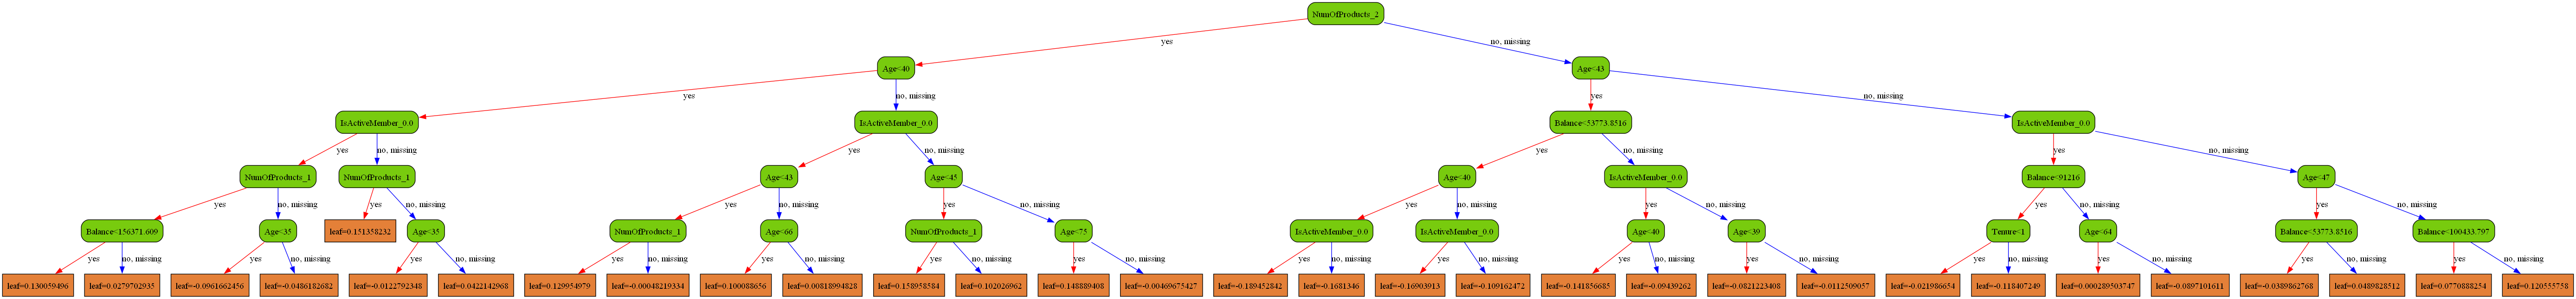 NumOfProducts_2
yes
no, missing
Age<40
Age<43
yes
no, missing
yes
no, missing
IsActiveMember_0.0
IsActiveMember_0.0
Balance<53773.8516
IsActiveMember_0.0
yes
no, missing
yes
no, missing
yes
no, missing
yes
no, missing
NumOfProducts_1
NumOfProducts_1
Age<43
Age<45
Age<40
IsActiveMember_0.0
Balance<91216
Age<47
yes
no, missing
yes
no, missing
yes
no, missing
yes
no, missing
yes
no, missing
yes
no, missing
yes
no, missing
yes
no, missing
Balance<156371.609
Age<35
leaf=0.151358232
Age<35
NumOfProducts_1
Age<66
NumOfProducts_1
Age<75
IsActiveMember_0.0
IsActiveMember_0.0
Age<40
Age<39
Tenure<1
Age<64
Balance<53773.8516
Balance<100433.797
yes
no, missing
yes
no, missing
yes
no, missing
yes
no, missing
yes
no, missing
yes
no, missing
yes
no, missing
yes
no, missing
yes
no, missing
yes
no, missing
yes
no, missing
yes
no, missing
yes
no, missing
yes
no, missing
yes
no, missing
leaf=0.130059496
leaf=0.0279702935
leaf=-0.0961662456
leaf=-0.0486182682
leaf=-0.0122792348
leaf=0.0422142968
leaf=0.129954979
leaf=-0.00048219334
leaf=0.100088656
leaf=0.00818994828
leaf=0.158958584
leaf=0.102026962
leaf=0.148889408
leaf=-0.00469675427
leaf=-0.189452842
leaf=-0.1681346
leaf=-0.16903913
leaf=-0.109162472
leaf=-0.141856685
leaf=-0.09439262
leaf=-0.0821223408
leaf=-0.0112509057
leaf=-0.021986654
leaf=-0.118407249
leaf=0.000289503747
leaf=-0.0897101611
leaf=-0.0389862768
leaf=0.0489828512
leaf=0.0770888254
leaf=0.120555758